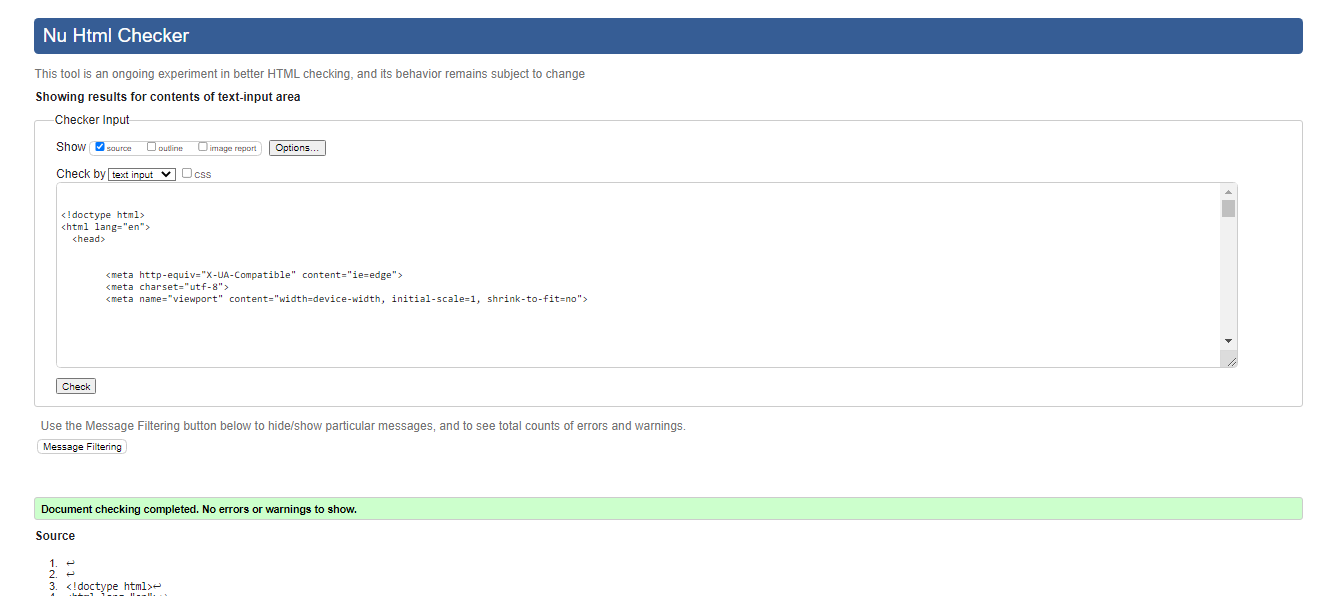 Nu Html Checker
This tool is an ongoing experiment in better HTML checking, and its behavior remains subject to change
Showing results for contents of text-input area
Checker Input
Show source outline image report Options...
Check by text input css
<!doctype html>
<html lang="en">
<head>
<meta http-equiv="X-UA-Compatible" content="ie=edge">
<meta charset="utf-8">
<meta name="viewport" content="width=device-width, initial-scale=1, shrink-to-fit=no">
Check
Use the Message Filtering button below to hide/show particular messages, and to see total counts of errors and warnings.
Message Filtering
Document checking completed. No errors or warnings to show.
Source
1. ↩
2. ↩
3. <!doctype html>↩